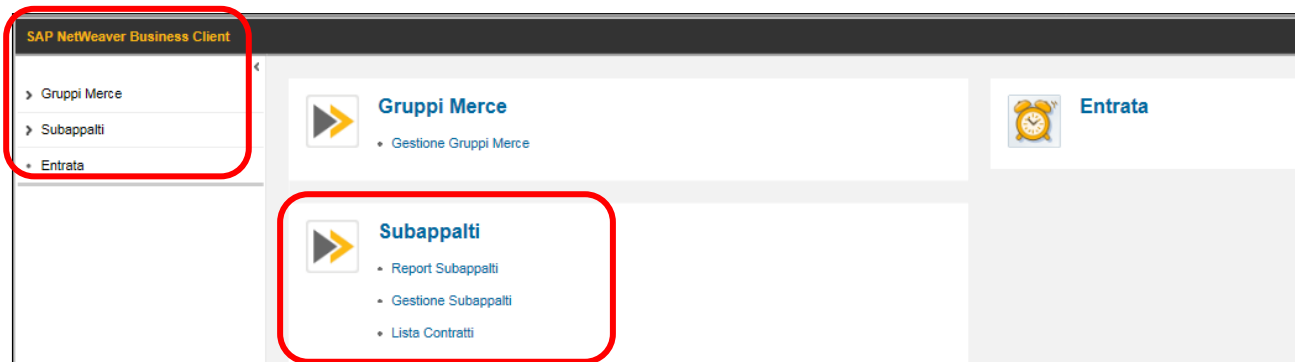 SAP NetWeaver Business Client
Gruppi Merce
Subappalti
Entrata
Gruppi Merce
Gestione Gruppi Merce
Entrata
Subappalti
Report Subappalti
Gestione Subappalti
Lista Contratti